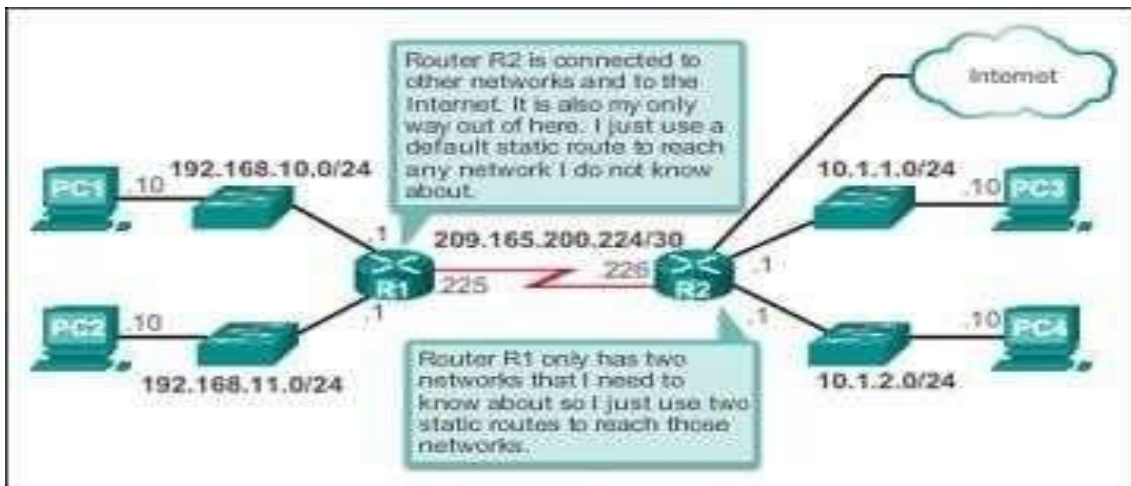 Router R2 is connected to
other networks and to the
Internet. It is also my only
way out of here. I just use a
default static route to reach
any network I do not know
about.
Internet
PC1
.10
192.168.10.0/24
.1
10.1.1.0/24
.10
PC3
209.165.200.224/30
R1
225
226
R2
.1
PC2
.10
.1
192.168.11.0/24
.1
.10
PC4
10.1.2.0/24
Router R1 only has two
networks that I need to
know about so I just use two
static routes to reach those
networks.